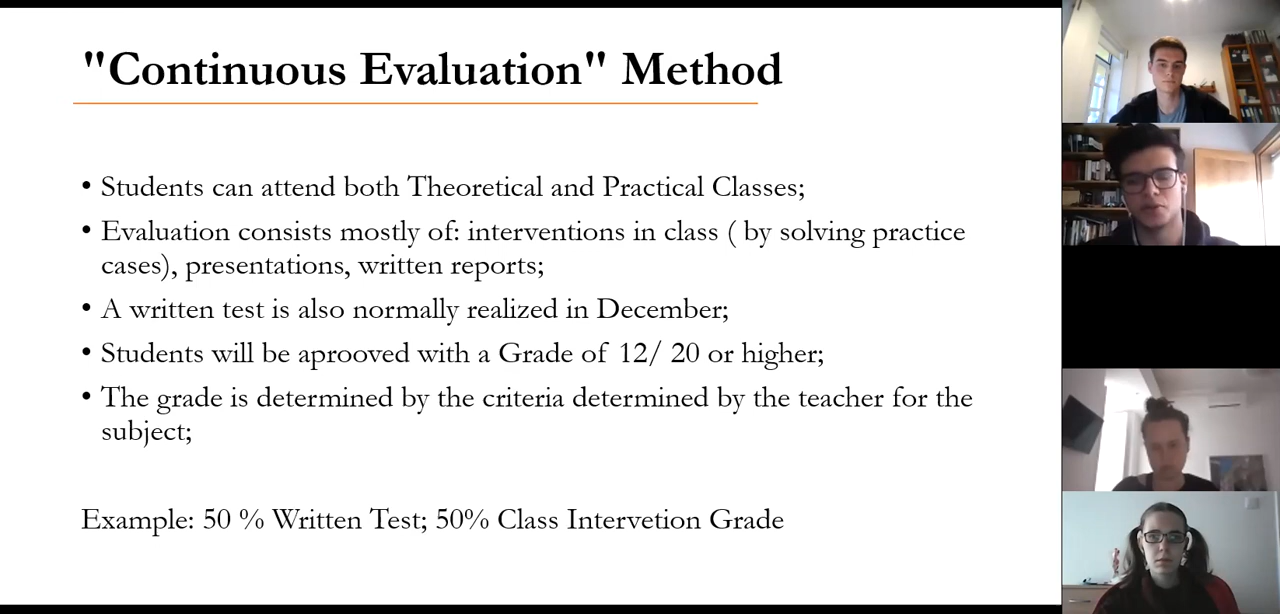 "Continuous Evaluation" Method
• Students can attend both Theoretical and Practical Classes;
• Evaluation consists mostly of: interventions in class ( by solving practice
cases), presentations, written reports;
• A written test is also normally realized in December;
• Students will be aprooved with a Grade of 12/ 20 or higher;
• The grade is determined by the criteria determined by the teacher for the
subject;
Example: 50 % Written Test; 50% Class Intervetion Grade